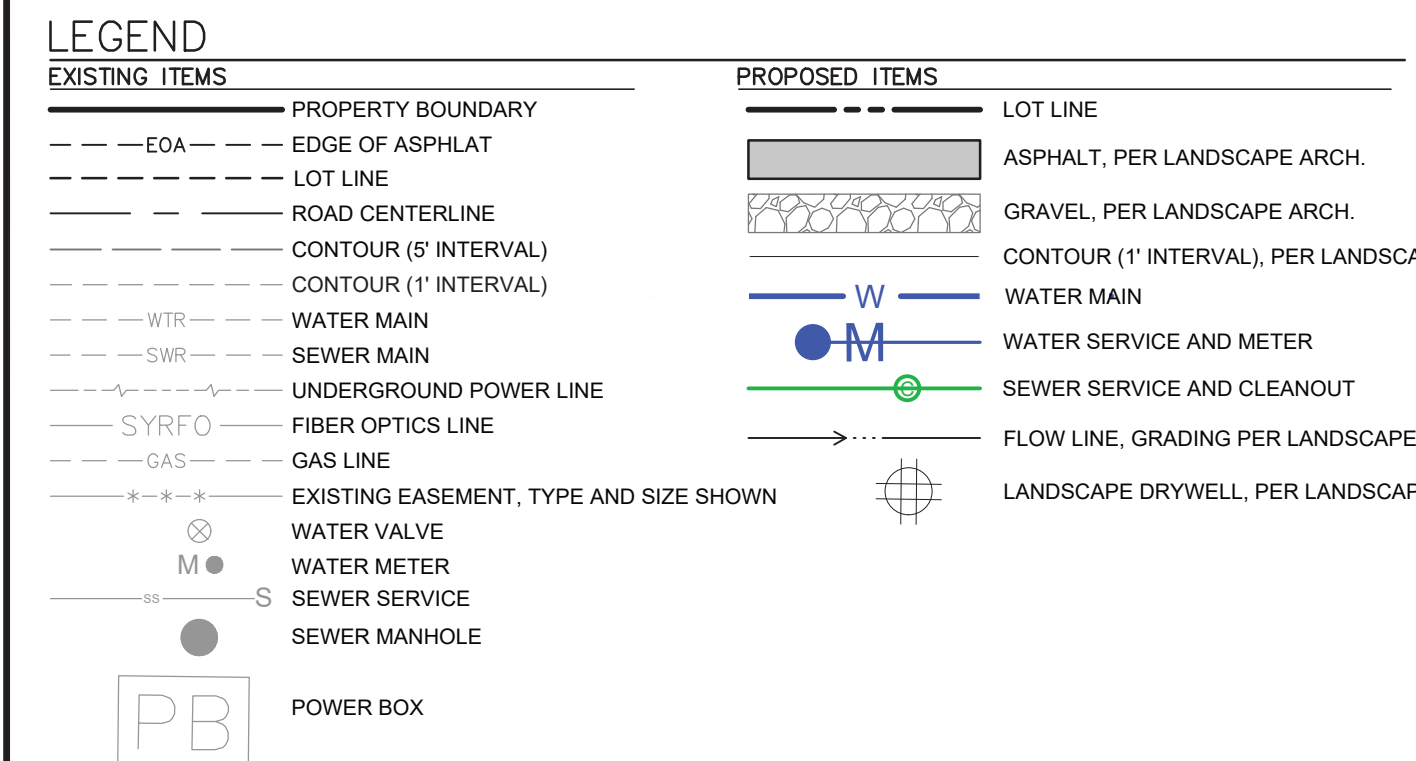 LEGEND
EXISTING ITEMS
PROPERTY BOUNDARY
EOA EDGE OF ASPHLAT
LOT LINE
ROAD CENTERLINE
CONTOUR (5' INTERVAL)
CONTOUR (1' INTERVAL)
WTR WATER MAIN
SWR SEWER MAIN
UNDERGROUND POWER LINE
SYRFO FIBER OPTICS LINE
GAS GAS LINE
EXISTING EASEMENT, TYPE AND SIZE SHOWN
WATER VALVE
M WATER METER
ss S SEWER SERVICE
SEWER MANHOLE
PB POWER BOX
PROPOSED ITEMS
LOT LINE
ASPHALT, PER LANDSCAPE ARCH.
GRAVEL, PER LANDSCAPE ARCH.
CONTOUR (1' INTERVAL), PER
W WATER MAIN
M WATER SERVICE AND METER
C SEWER SERVICE AND CLEANOUT
FLOW LINE, GRADING PER LANDSCAPE
LANDSCAPE DRYWELL, PER